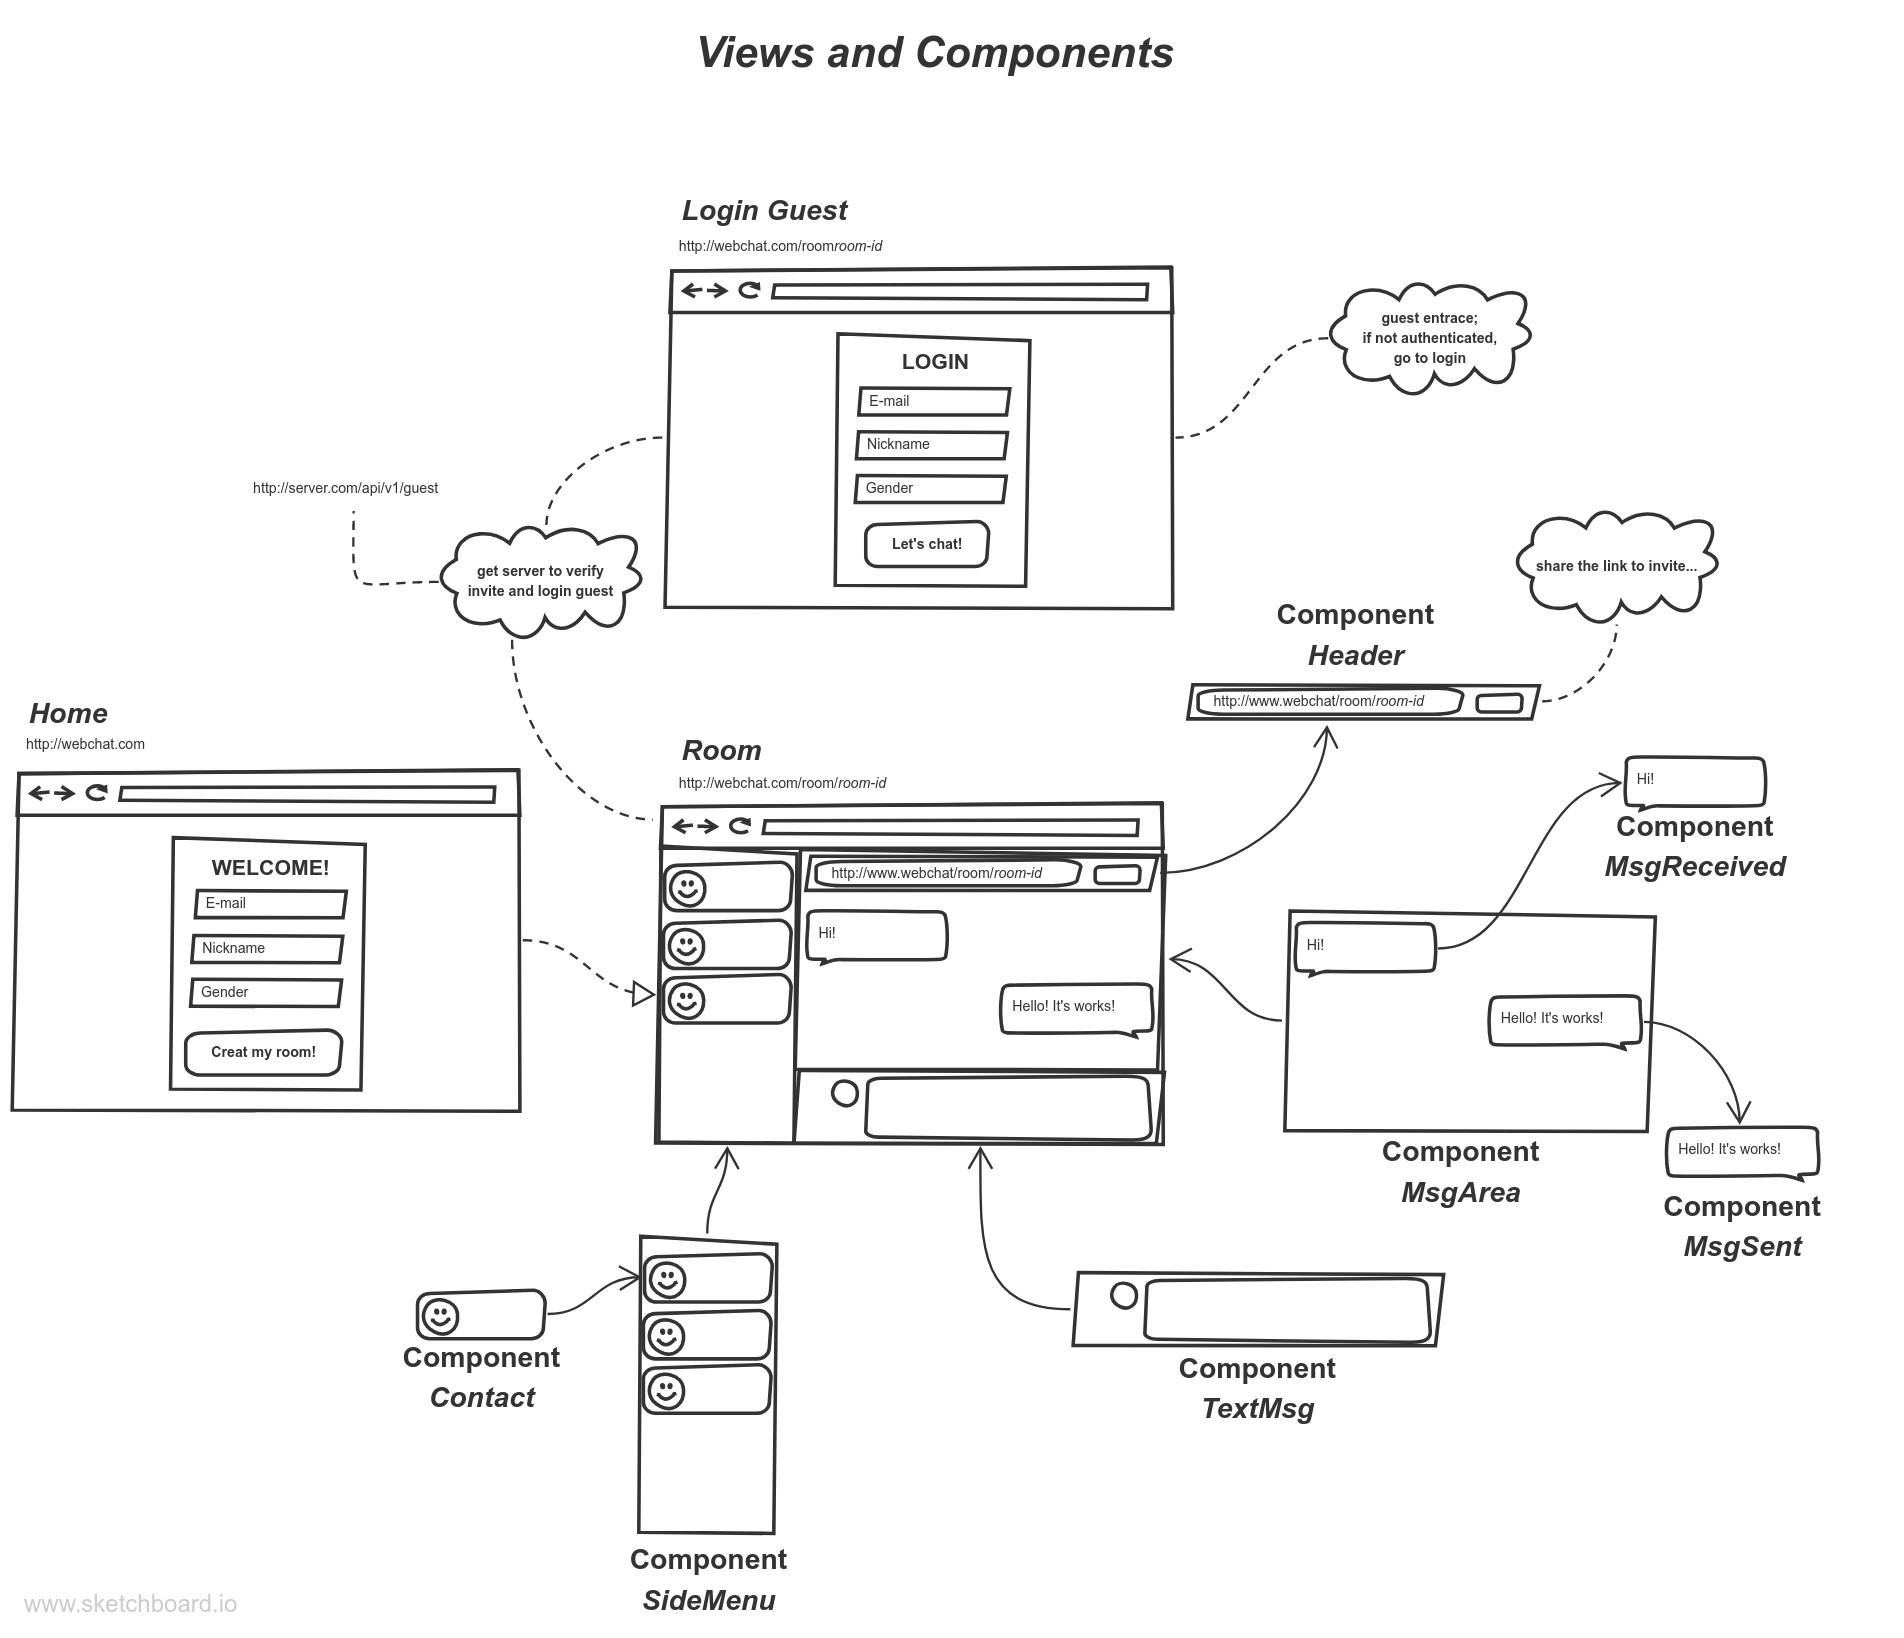 Views and Components
Login Guest
http://webchat.com/roomroom-id
LOGIN
E-mail
Nickname
Gender
Let's chat!
guest entrace;
if not authenticated,
go to login
http://server.com/api/v1/guest
get server to verify
invite and login guest
share the link to invite...
Component
Header
http://www.webchat/room/room-id
Home
http://webchat.com
WELCOME!
E-mail
Nickname
Gender
Creat my room!
Room
http://webchat.com/room/room-id
http://www.webchat/room/room-id
Hi!
Hello! It's works!
Hi!
Component
MsgReceived
Hi!
Hello! It's works!
Component
MsgArea
Hello! It's works!
Component
MsgSent
Component
Contact
Component
TextMsg
Component
SideMenu
www.sketchboard.io